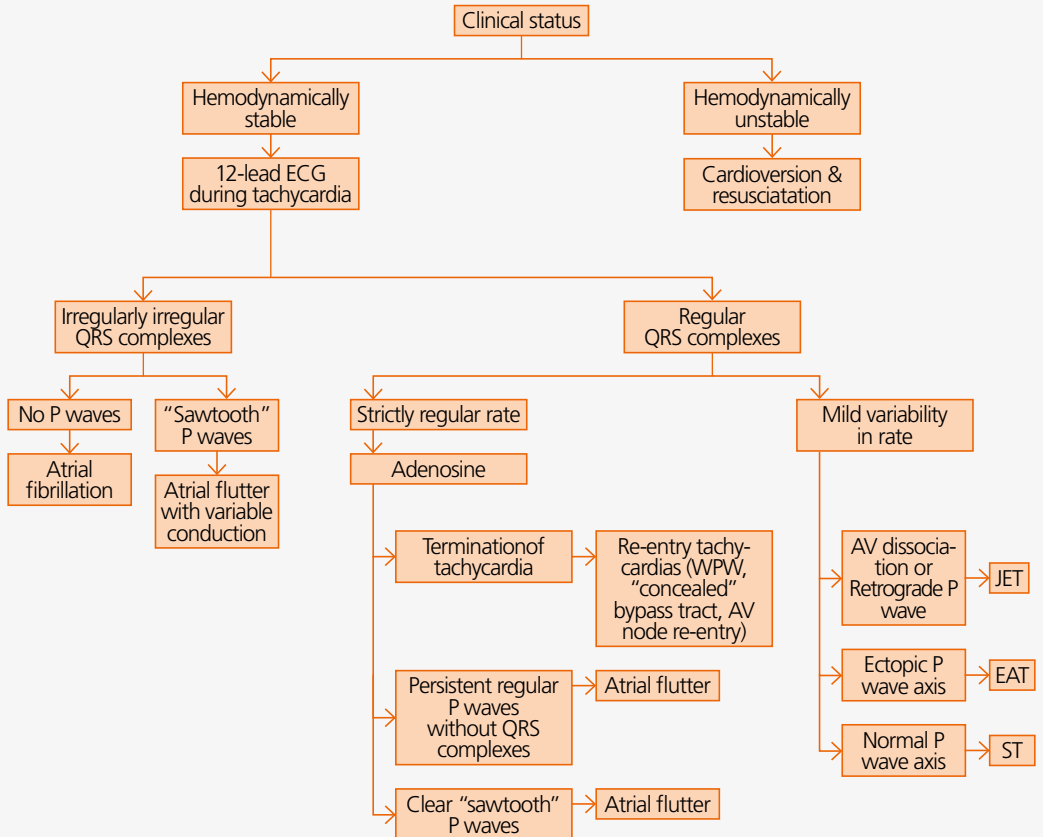 Clinical status
Hemodynamically
stable
Hemodynamically
unstable
12-lead ECG
during tachycardia
Cardioversion &
resusciatation
Irregularly irregular
QRS complexes
Regular
QRS complexes
No P waves
"Sawtooth"
P waves
Strictly regular rate
Mild variability
in rate
Atrial
fibrillation
Atrial flutter
with variable
conduction
Adenosine
Terminationof
tachycardia
Re-entry tachy-
cardias (WPW,
"concealed"
bypass tract, AV
node re-entry)
AV dissocia-
tion or
Retrograde P
wave
JET
Persistent regular
P waves
without QRS
complexes
Atrial flutter
Ectopic P
wave axis
EAT
Normal P
wave axis
ST
Clear "sawtooth"
P waves
Atrial flutter